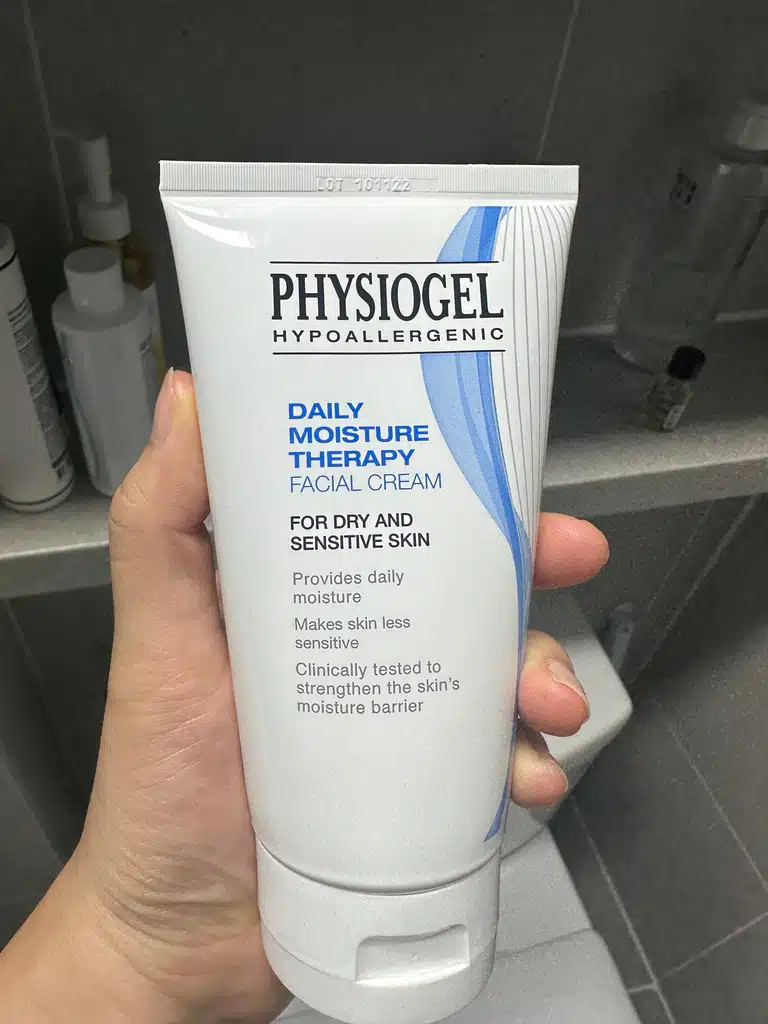 LOT 101122
PHYSIOGEL
HYPOALLERGENIC
DAILY
MOISTURE
THERAPY
FACIAL CREAM
FOR DRY AND
SENSITIVE SKIN
Provides daily
moisture
Makes skin less
sensitive
Clinically tested to
strengthen the skin's
moisture barrier